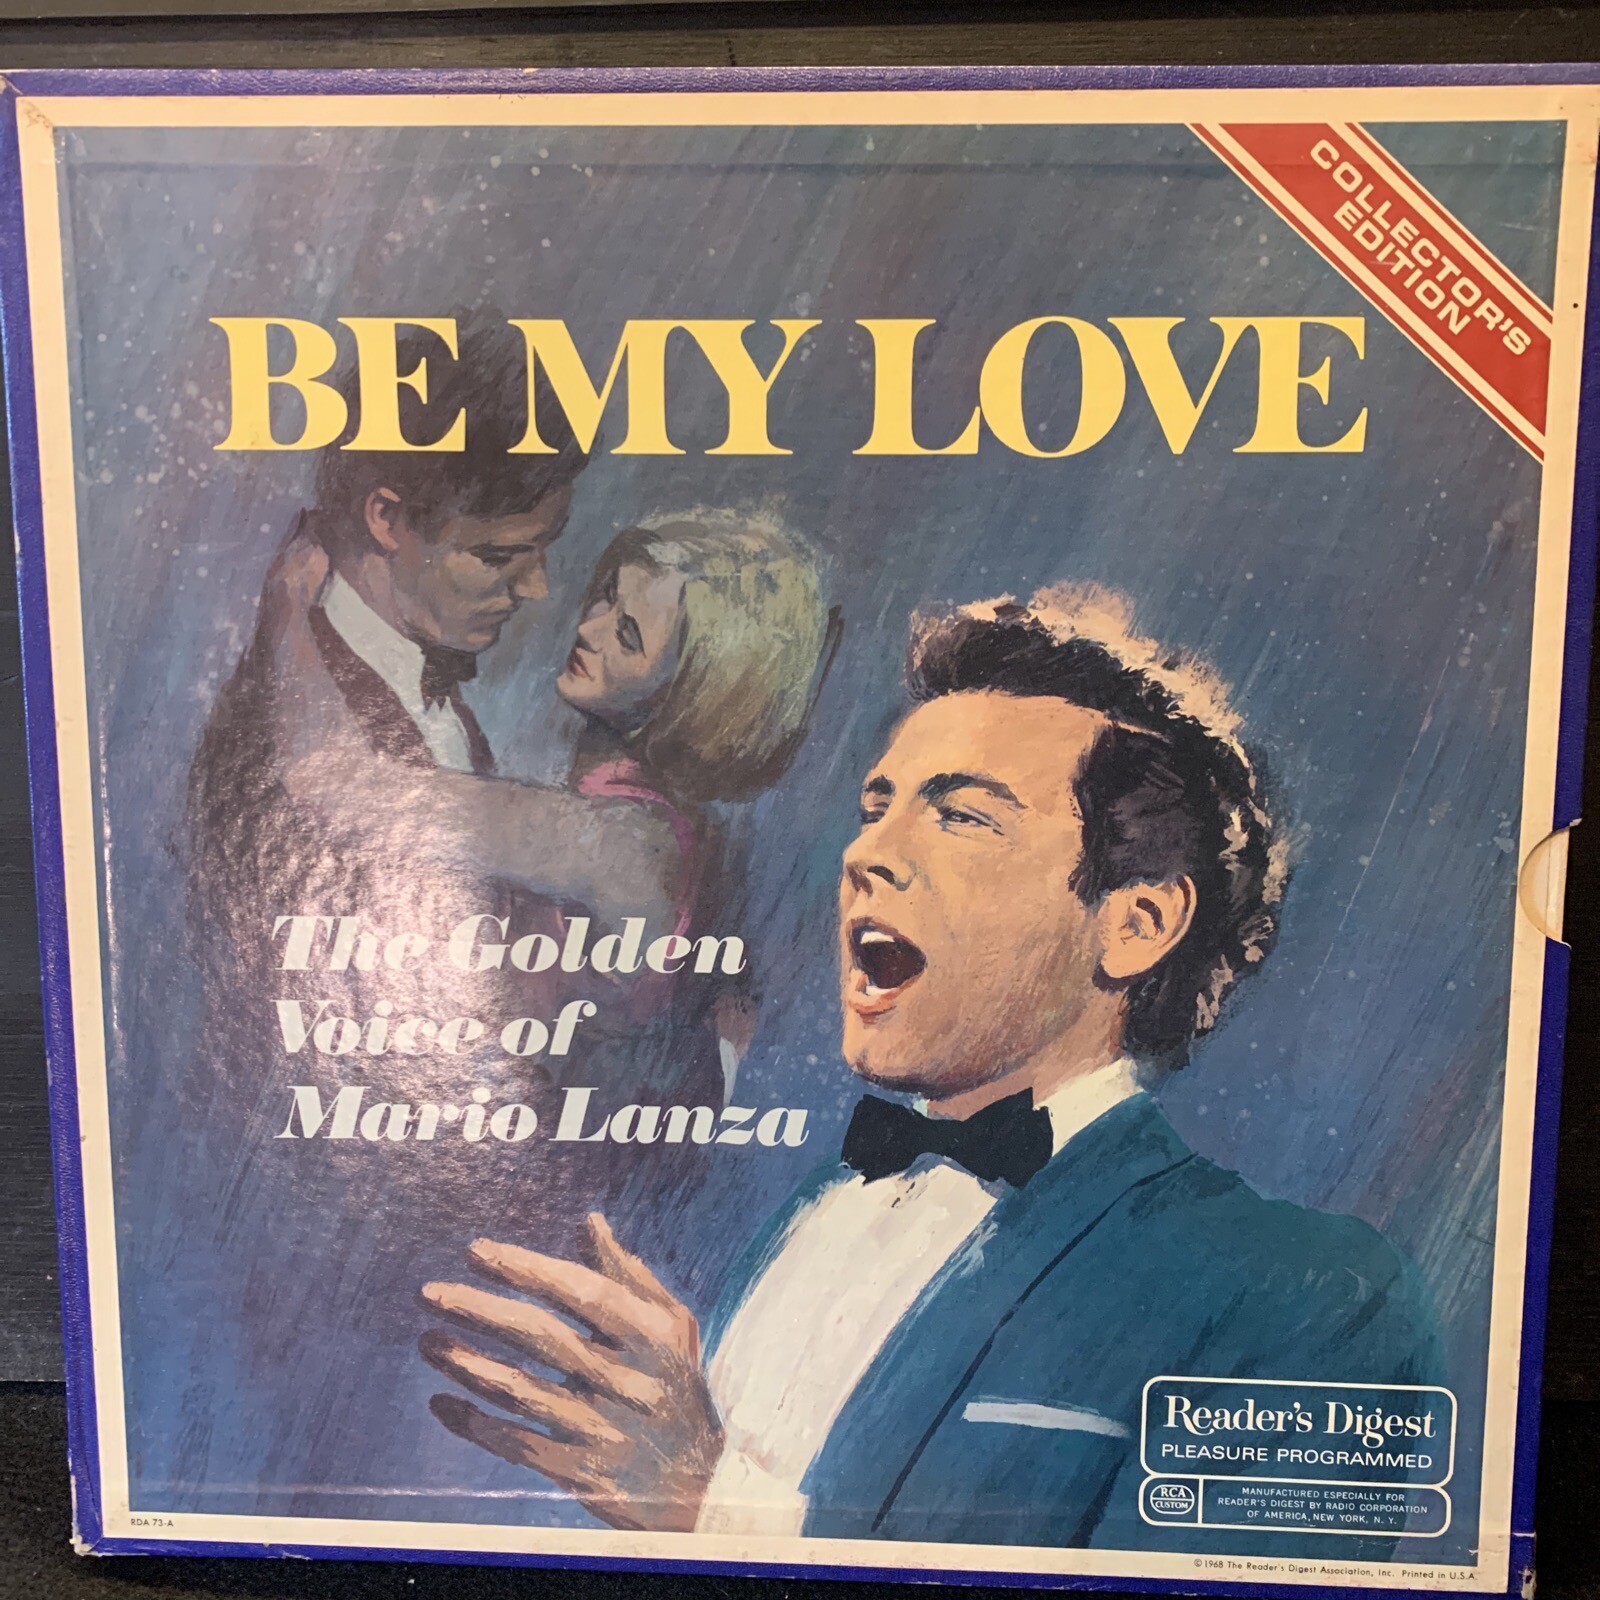 COLLECTOR'S
EDITION
BE MY LOVE
The Golden
Voice of
Mario Lanza
Reader's Digest
PLEASURE PROGRAMMED
RCA
CUSTOM
MANUFACTURED ESPECIALLY FOR
READER'S DIGEST BY RADIO CORPORATION
OF AMERICA, NEW YORK, N. Y.
RDA 73-A
© 1968 The Reader's Digest Association, Inc. Printed in U.S.A.